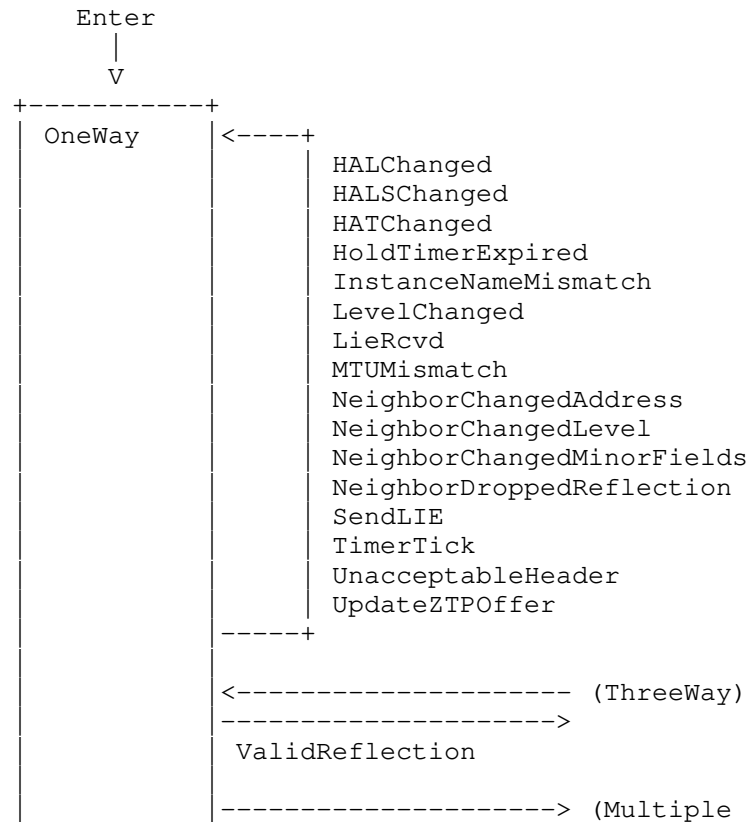 Enter
V
OneWay
HALChanged
HALSChanged
HATChanged
HoldTimerExpired
InstanceNameMismatch
LevelChanged
LieRcvd
MTUMismatch
NeighborChangedAddress
NeighborChangedLevel
NeighborChangedMinorFields
NeighborDroppedReflection
SendLIE
TimerTick
UnacceptableHeader
UpdateZTPOffer
(ThreeWay)
ValidReflection
(Multiple